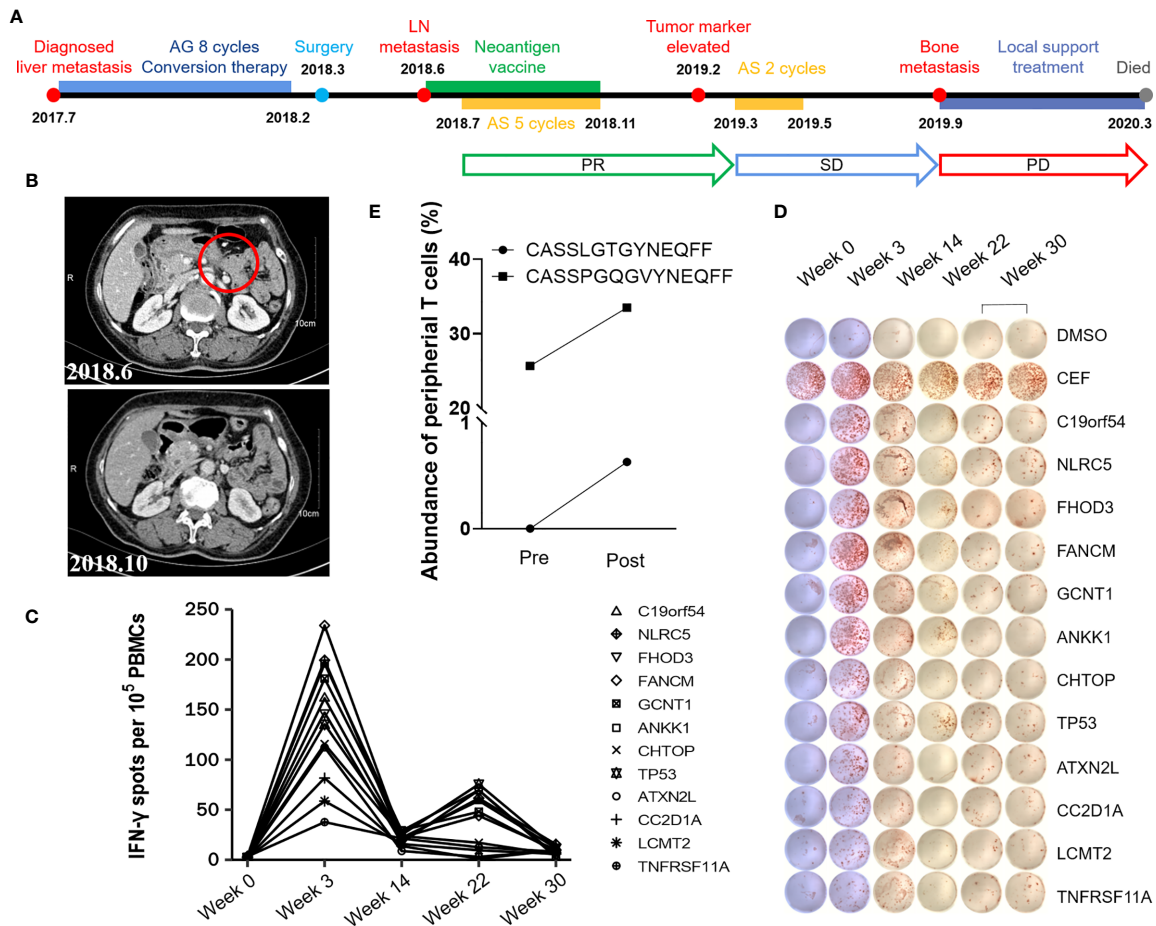 A
Diagnosed
liver metastasis
AG 8 cycles
Conversion therapy
Surgery
2018.3
LN
metastasis
2018.6
Neoantigen
vaccine
Tumor marker
elevated
2019.2
AS 2 cycles
Bone
metastasis
Local support
treatment
Died
2017.7
2018.2
2018.7
AS 5 cycles
2018.11
2019.3
2019.5
2019.9
2020.3
PR
SD
PD
B
R
10cm
2018.6
R
10cm
2018.10
E
Abundance of peripherial T cells (%)
CASSLGTGYNEQFF
CASSPGQGVYNEQFF
40
30
20
1
0
Pre
Post
D
Week 0
Week 3
Week 14
Week 22
Week 30
DMSO
CEF
C19orf54
NLRC5
FHOD3
FANCM
GCNT1
ANKK1
CHTOP
TP53
ATXN2L
CC2D1A
LCMT2
TNFRSF11A
C
IFN-γ spots per 10⁵ PBMCs
250
200
150
100
50
0
Week 0
Week 3
Week 14
Week 22
Week 30
C19orf54
NLRC5
FHOD3
FANCM
GCNT1
ANKK1
CHTOP
TP53
ATXN2L
CC2D1A
LCMT2
TNFRSF11A